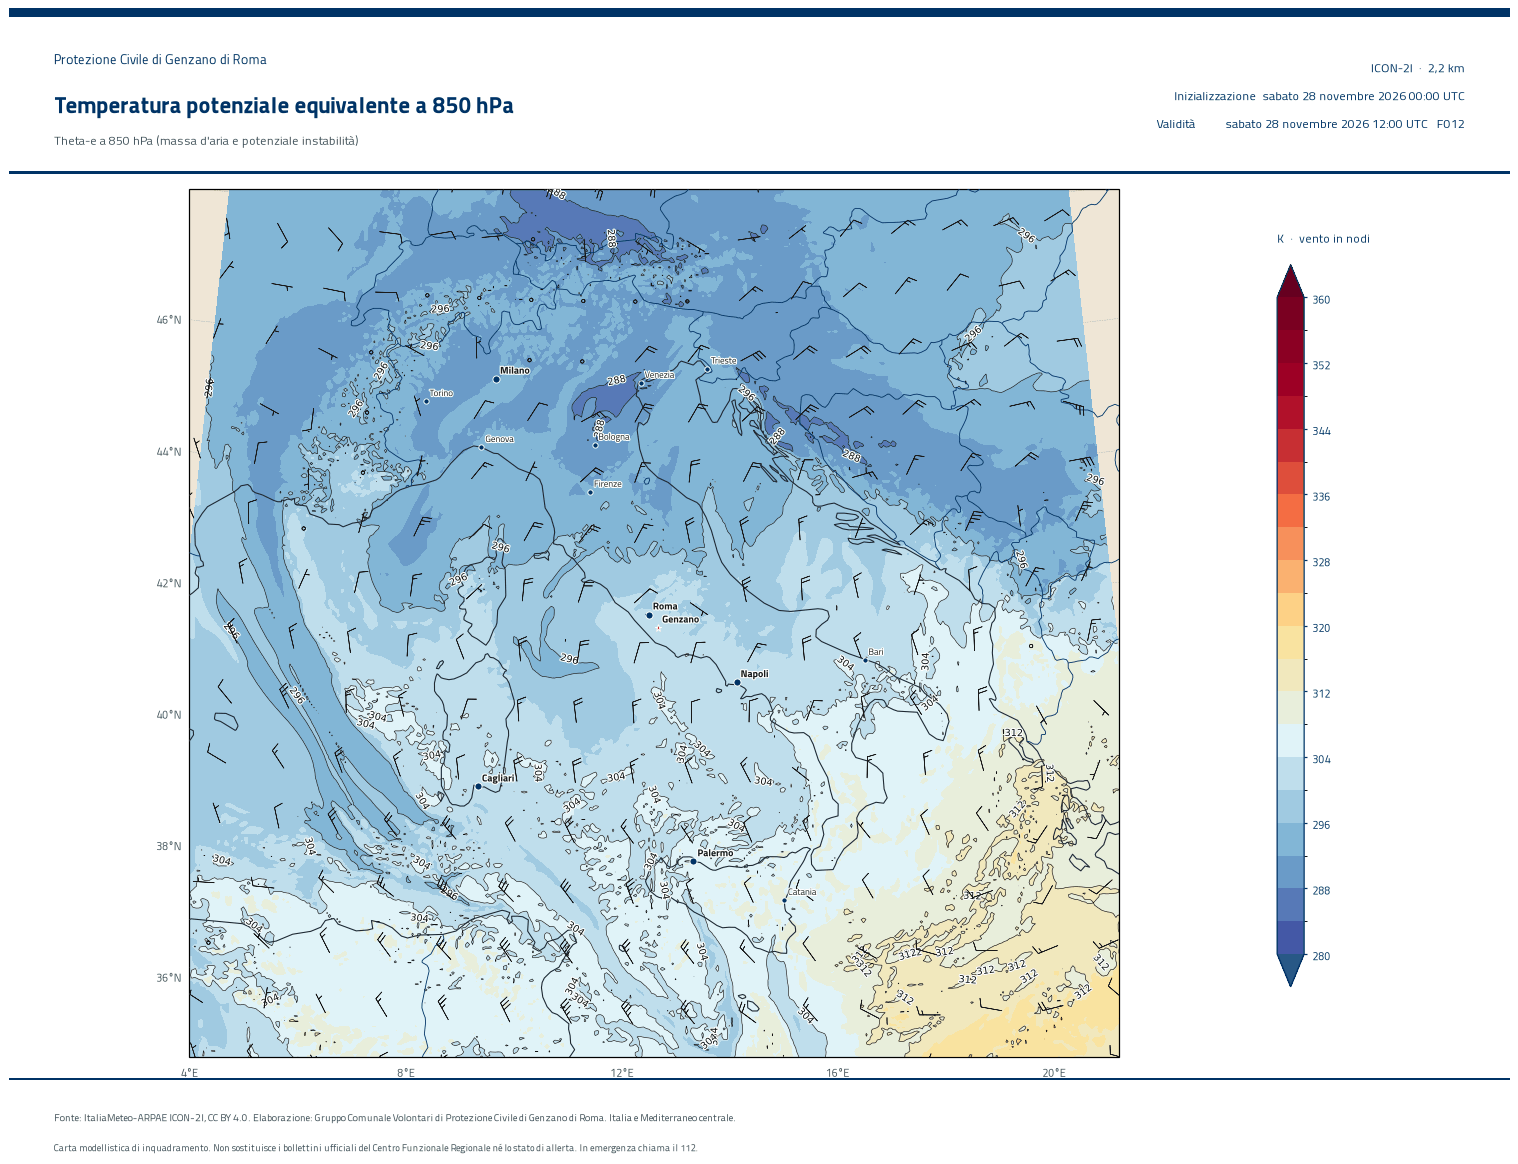 Protezione Civile di Genzano di Roma
Temperatura potenziale equivalente a 850 hPa
Theta-e a 850 hPa (massa d'aria e potenziale instabilità)
ICON-2I · 2,2 km
Inizializzazione sabato 28 novembre 2026 00:00 UTC
Validità sabato 28 novembre 2026 12:00 UTC F012
K · vento in nodi
360
352
344
336
328
320
312
304
296
288
280
46°N
44°N
42°N
40°N
38°N
36°N
4°E
8°E
12°E
16°E
20°E
Milano
Torino
Venezia
Trieste
Genova
Bologna
Firenze
Roma
Genzano
Napoli
Bari
Cagliari
Palermo
Catania
Fonte: ItaliaMeteo-ARPAE ICON-2I, CC BY 4.0. Elaborazione: Gruppo Comunale Volontari di Protezione Civile di Genzano di Roma. Italia e Mediterraneo centrale.
Carta modellistica di inquadramento. Non sostituisce i bollettini ufficiali del Centro Funzionale Regionale né lo stato di allerta. In emergenza chiama il 112.